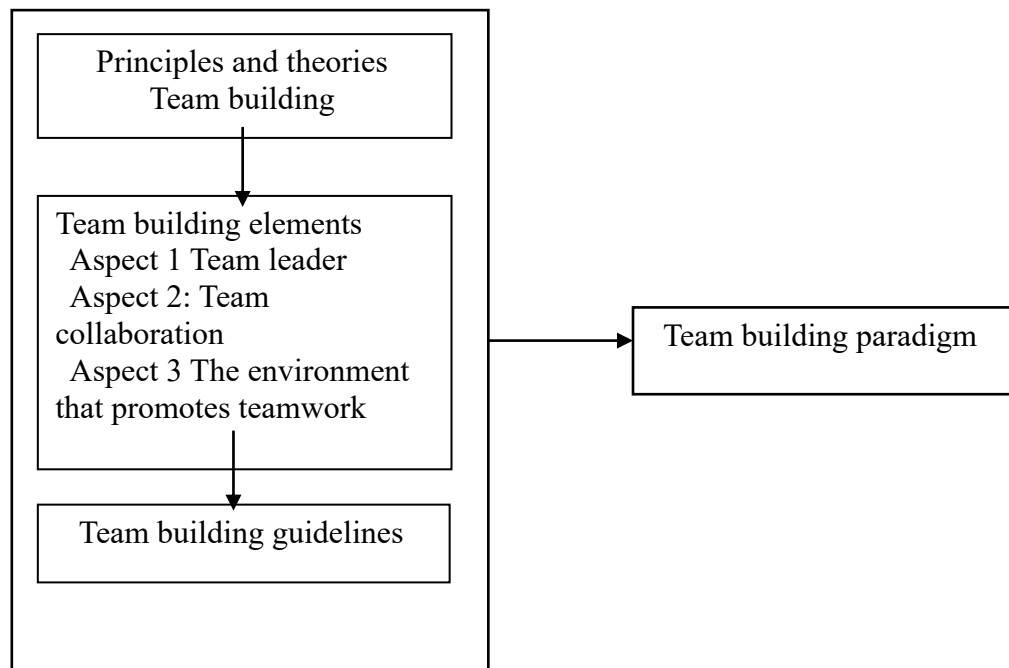 Principles and theories
Team building
Team building elements
Aspect 1 Team leader
Aspect 2: Team
collaboration
Aspect 3 The environment
that promotes teamwork
Team building guidelines
Team building paradigm